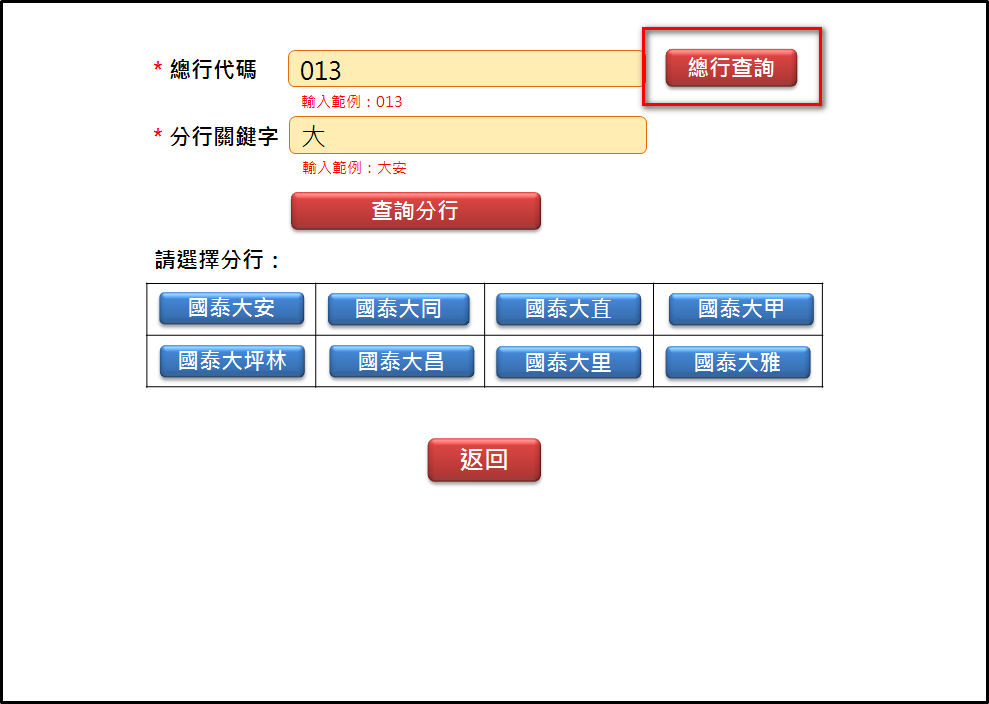 * 總行代碼 013 總行查詢
輸入範例：013
* 分行關鍵字 大
輸入範例：大安
查詢分行
請選擇分行：
國泰大安 國泰大同 國泰大直 國泰大甲
國泰大坪林 國泰大昌 國泰大里 國泰大雅
返回